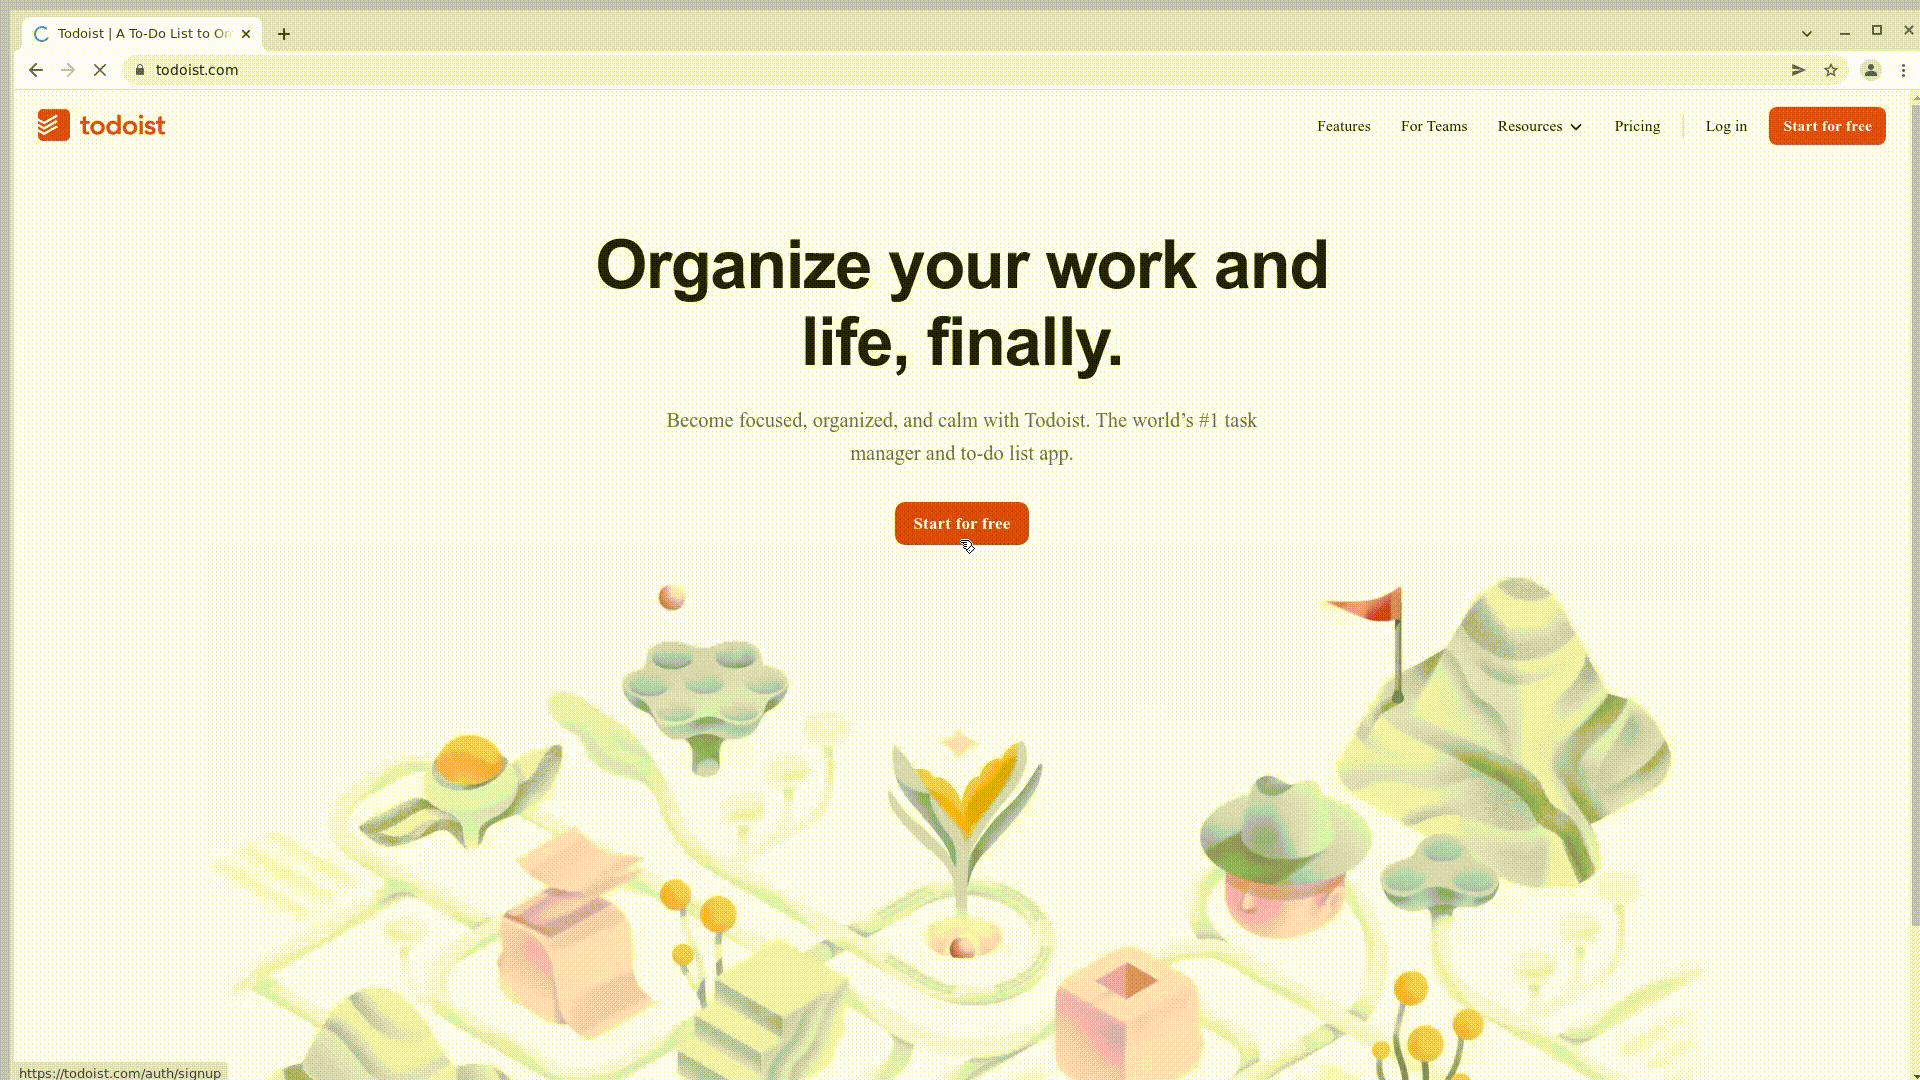 Todoist | A To-Do List to Or
todoist.com
todoist
Features
For Teams
Resources
Pricing
Log in
Start for free
Organize your work and
life, finally.
Become focused, organized, and calm with Todoist. The world’s #1 task
manager and to-do list app.
Start for free
https://todoist.com/auth/signup